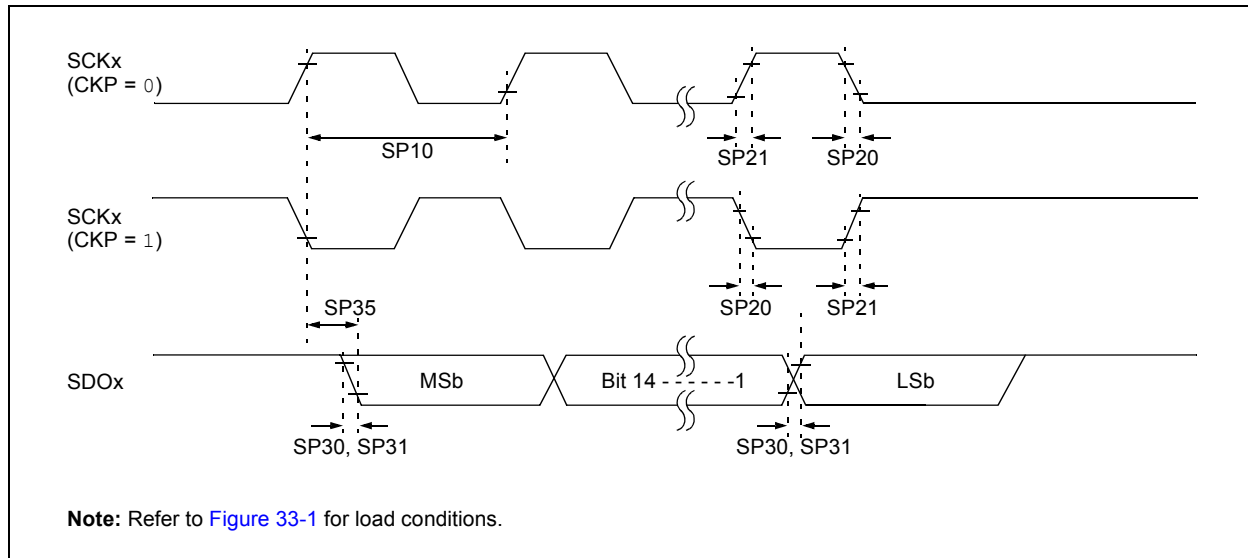 SCKx
(CKP = 0)
SP10
SP21
SP20
SCKx
(CKP = 1)
SP35
SP20
SP21
SDOx
MSb
Bit 14 - - - - - -1
LSb
SP30, SP31
SP30, SP31
Note: Refer to Figure 33-1 for load conditions.